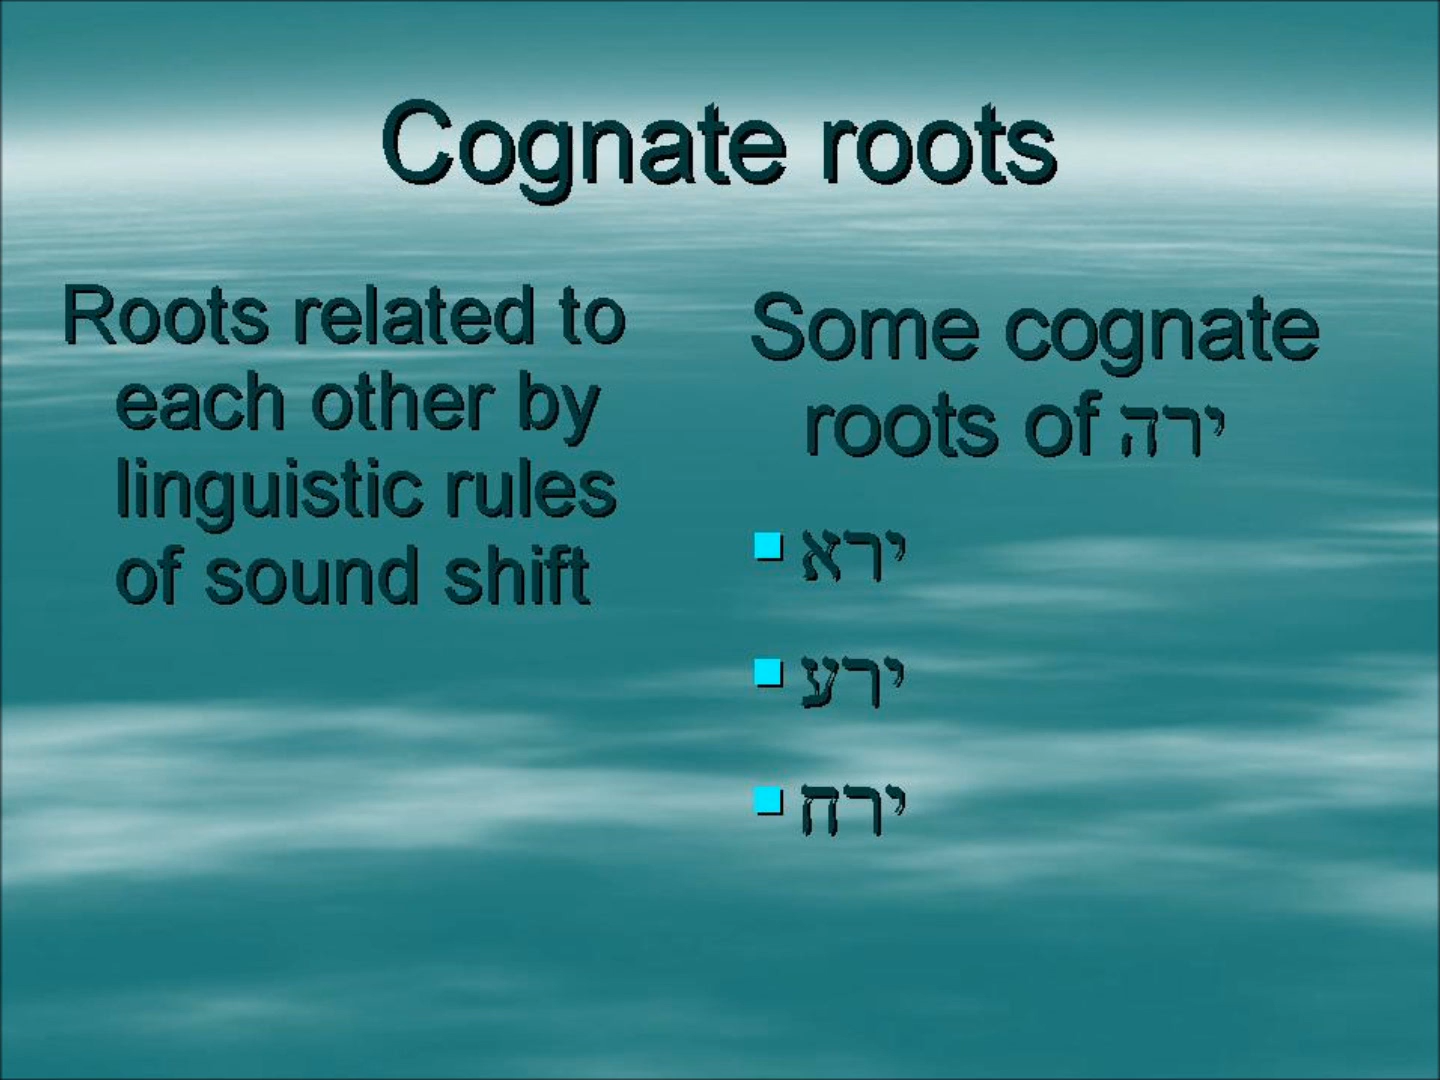 Cognate roots
Roots related to
each other by
linguistic rules
of sound shift
Some cognate
roots of ירה
ירא
ירע
ירח